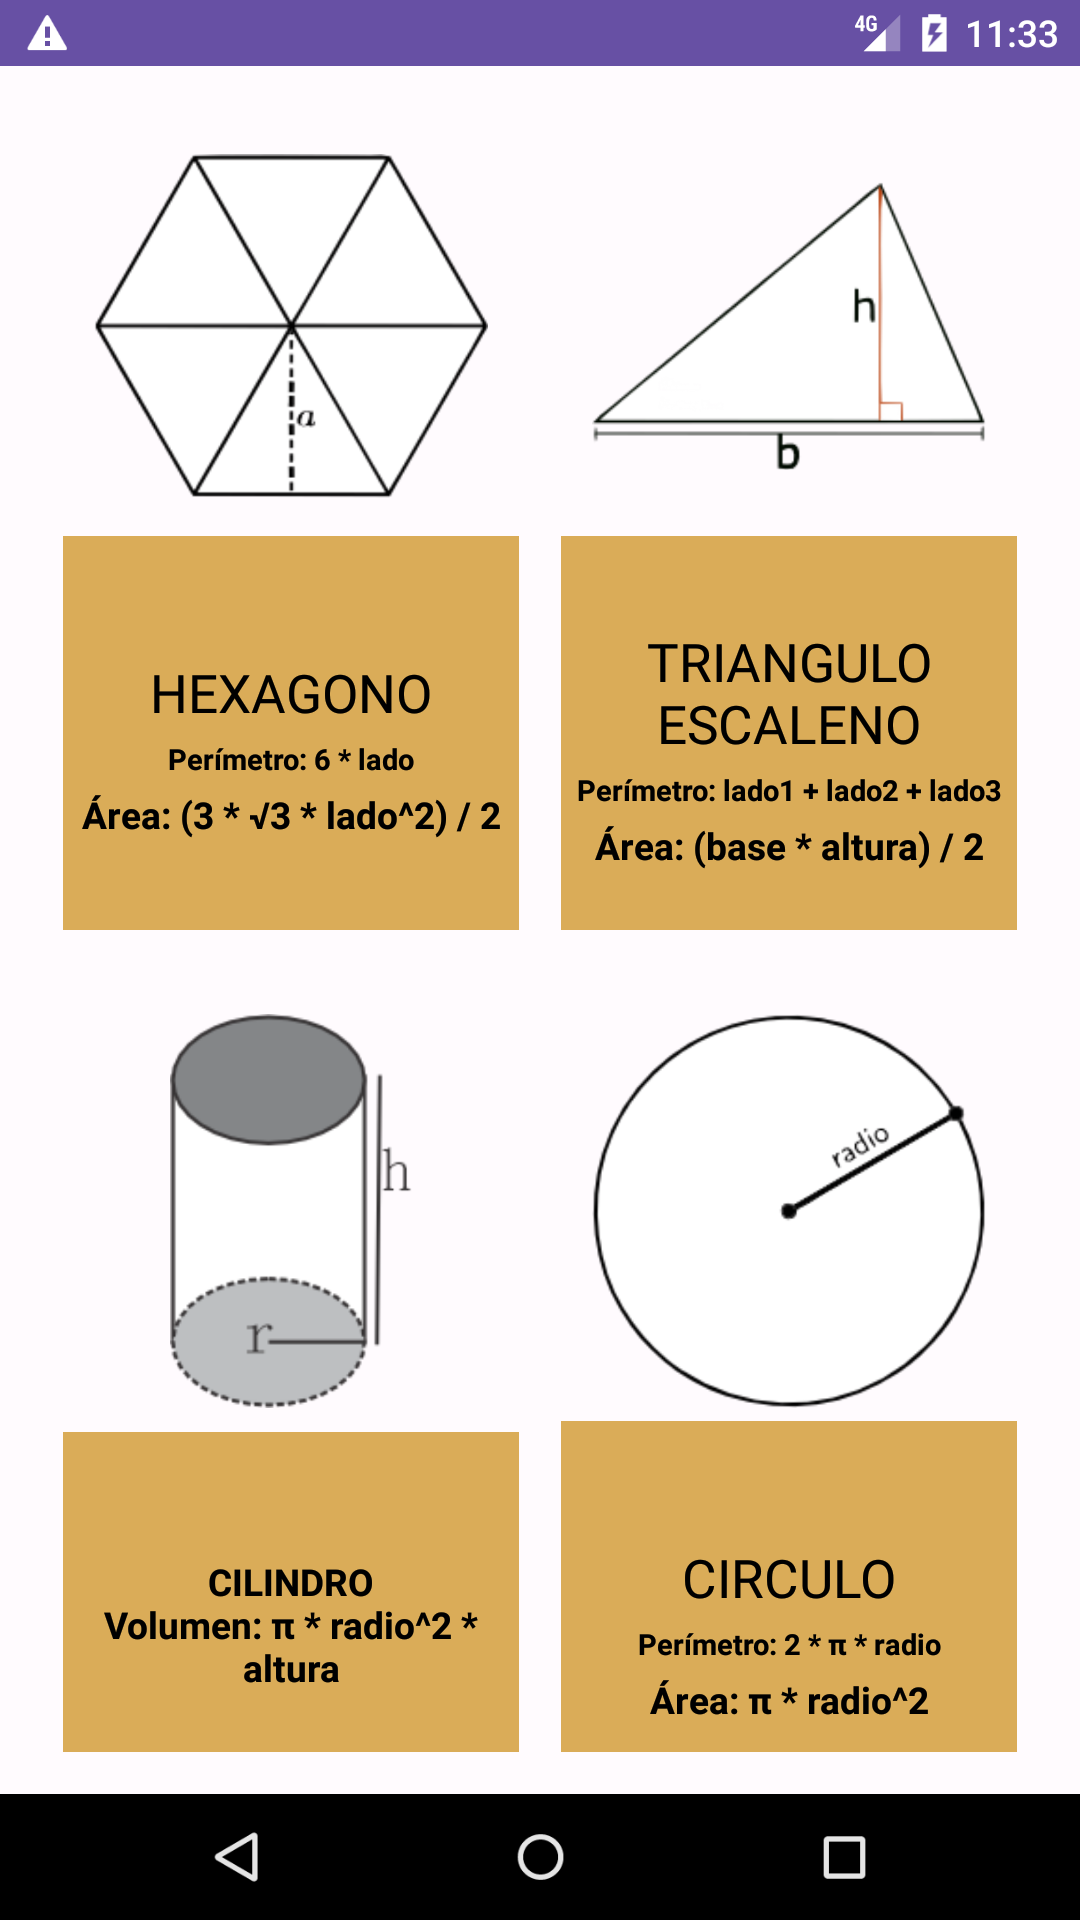 4G 11:33
a
h
b
HEXAGONO
Perímetro: 6 * lado
Área: (3 * √3 * lado^2) / 2
TRIANGULO
ESCALENO
Perímetro: lado1 + lado2 + lado3
Área: (base * altura) / 2
h
r
radio
CILINDRO
Volumen: π * radio^2 *
altura
CIRCULO
Perímetro: 2 * π * radio
Área: π * radio^2